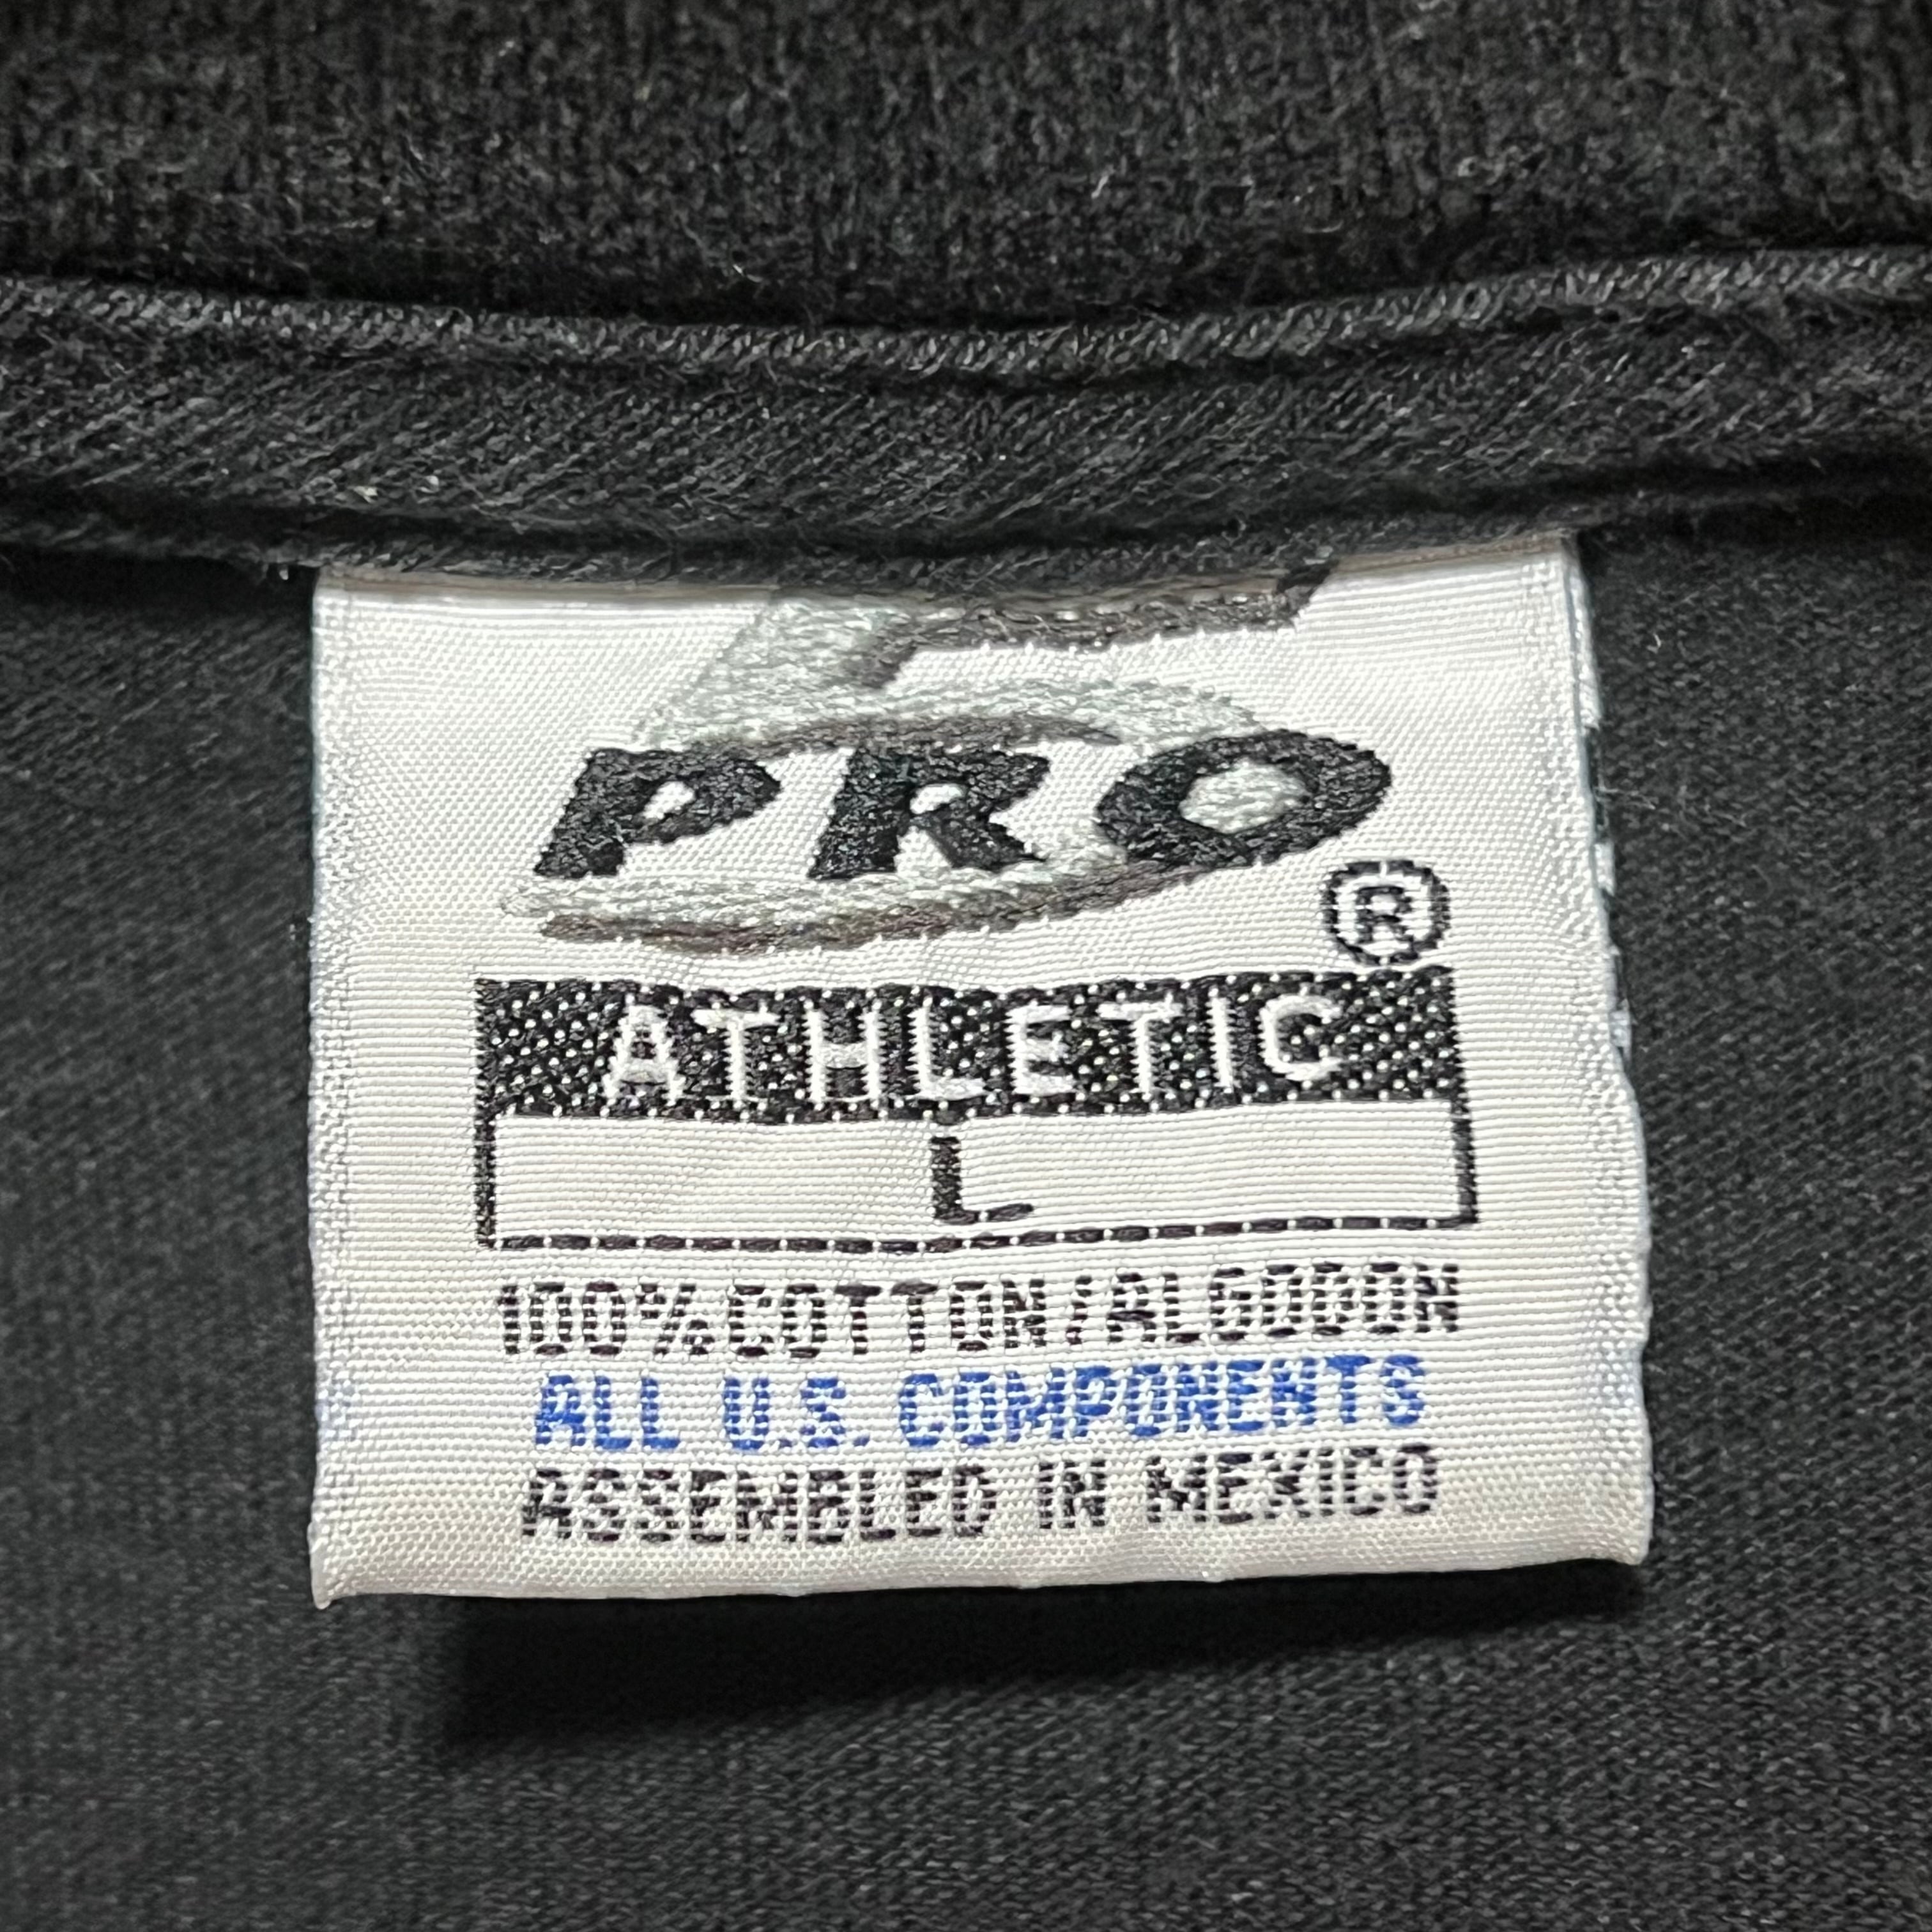 PRO
®
ATHLETIC
L
100% COTTON/ALGODON
ALL U.S. COMPONENTS
ASSEMBLED IN MEXICO